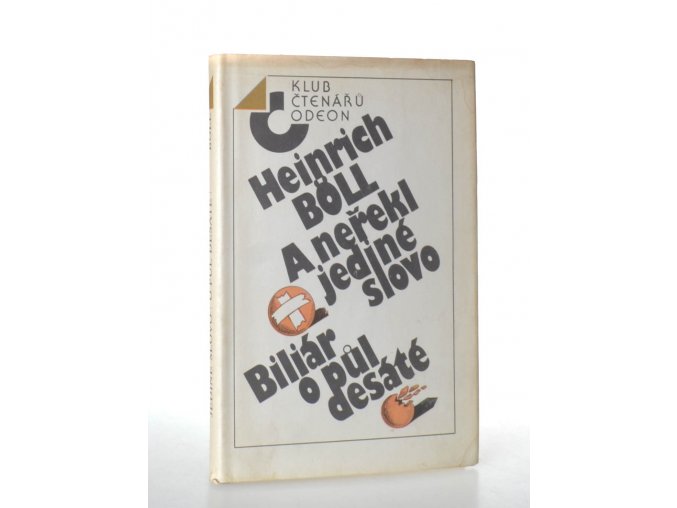 KLUB
ČTENÁŘŮ
ODEON
Heinrich
BÖLL
A neřekl
jediné
slovo
Biliár
o půl
desáté